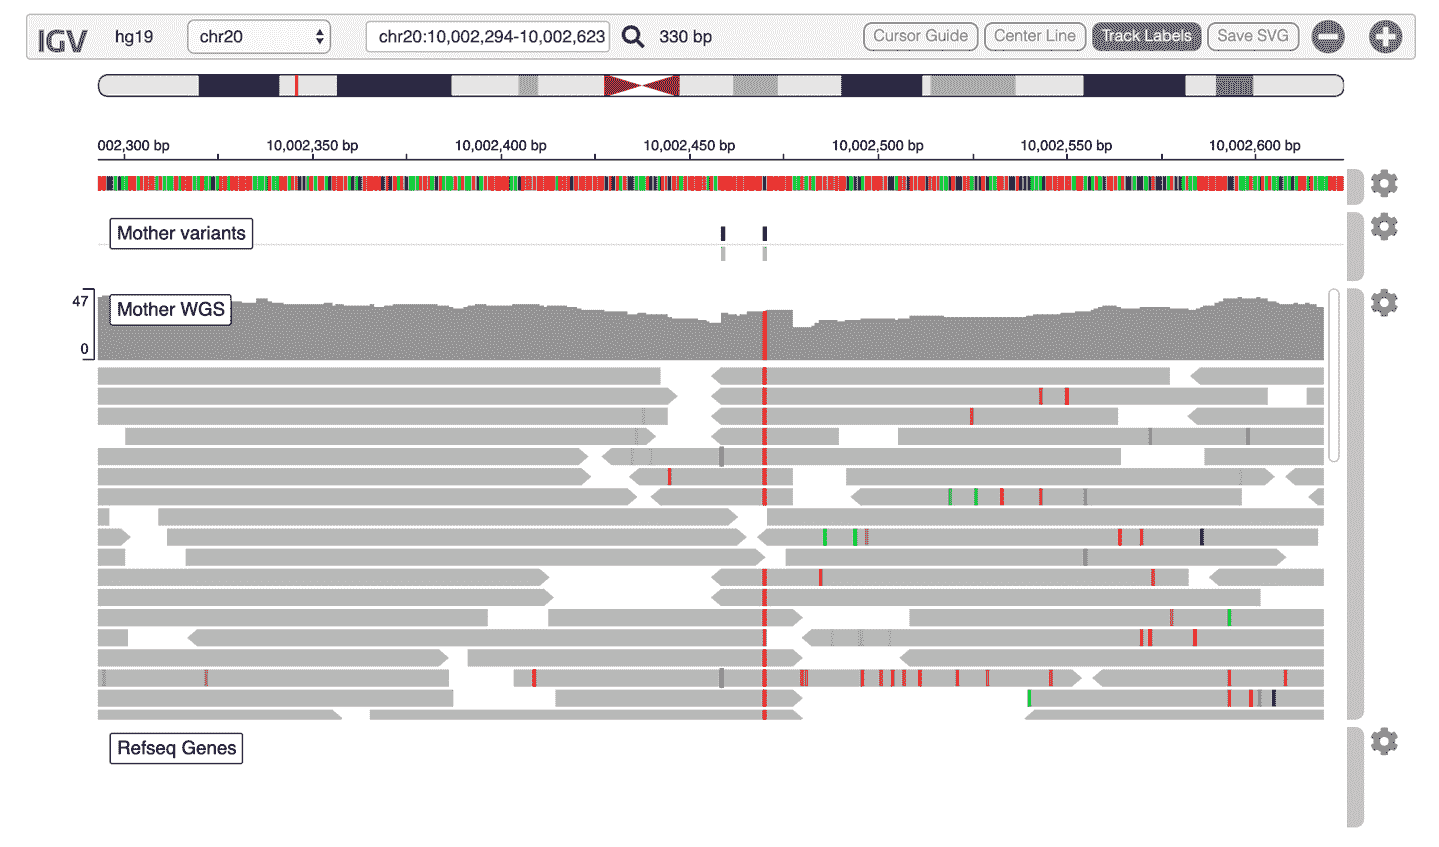 IGV hg19 chr20 chr20:10,002,294-10,002,623 330 bp Cursor Guide Center Line Track Labels Save SVG
002,300 bp 10,002,350 bp 10,002,400 bp 10,002,450 bp 10,002,500 bp 10,002,550 bp 10,002,600 bp
Mother variants
47 Mother WGS
0
Refseq Genes